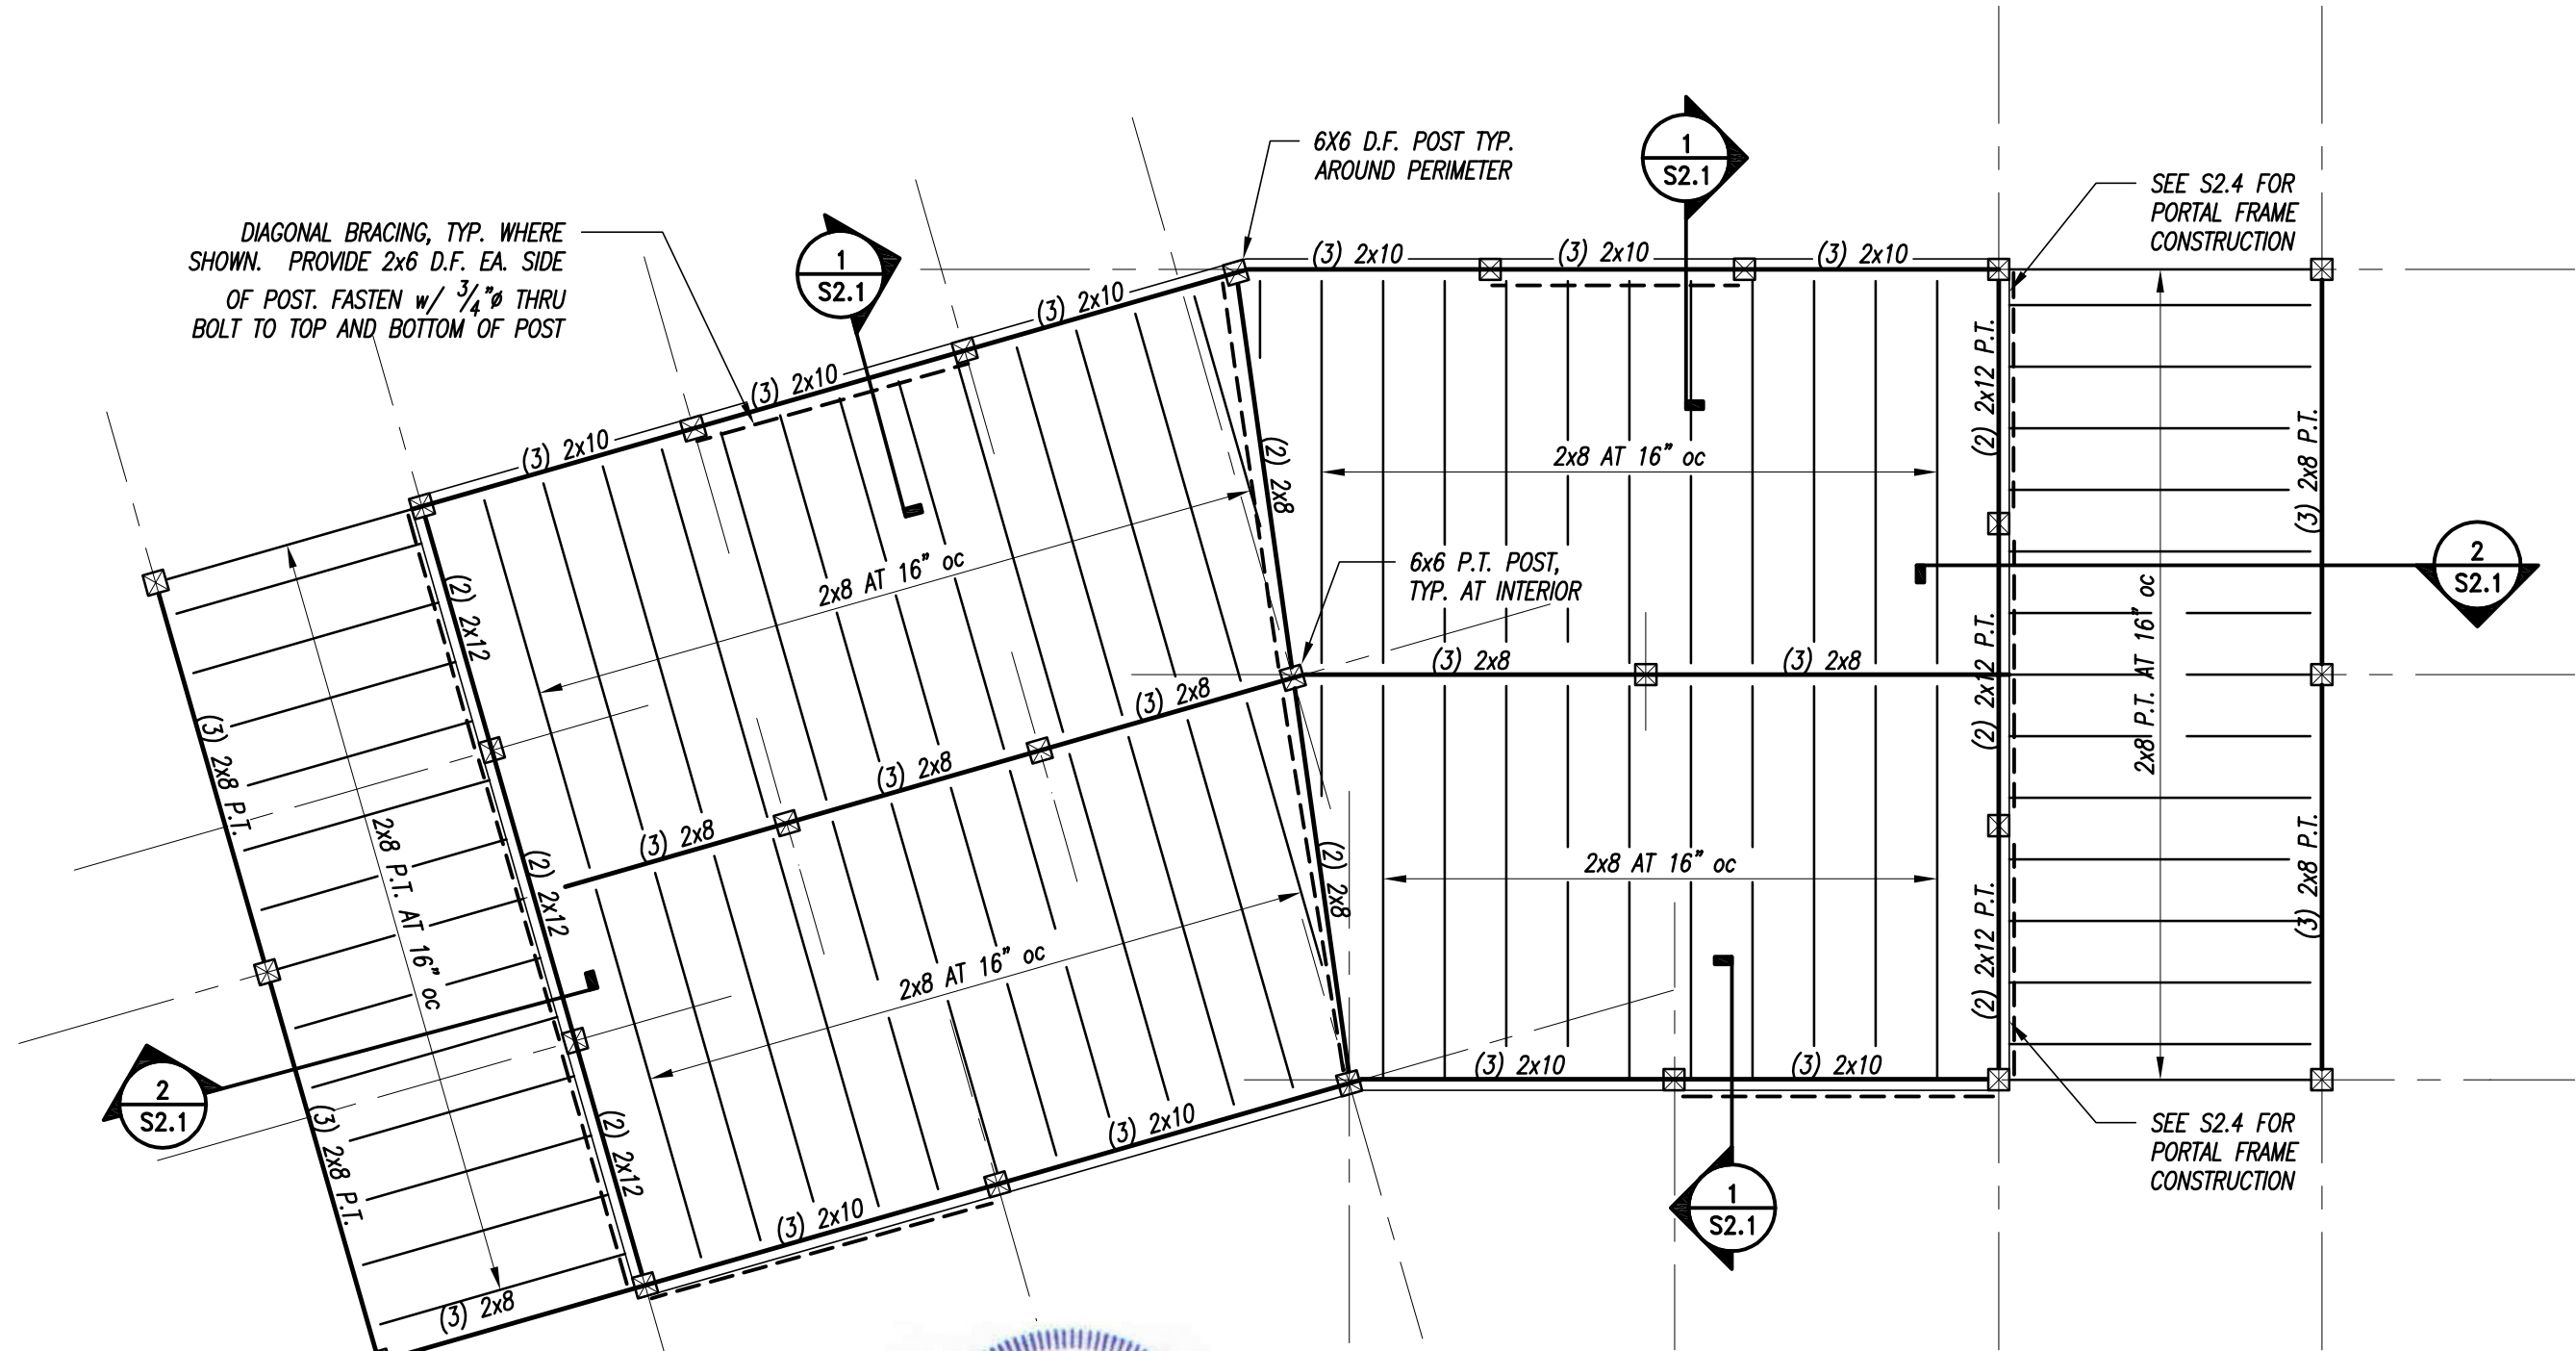 6X6 D.F. POST TYP.
AROUND PERIMETER
1
S2.1
SEE S2.4 FOR
PORTAL FRAME
CONSTRUCTION
DIAGONAL BRACING, TYP. WHERE
SHOWN. PROVIDE 2x6 D.F. EA. SIDE
OF POST. FASTEN w/ 3/4"ø THRU
BOLT TO TOP AND BOTTOM OF POST
1
S2.1
(3) 2x10
(3) 2x10
(3) 2x10
(3) 2x10
(3) 2x10
(3) 2x10
(2) 2x8
2x8 AT 16" oc
(2) 2x12 P.T.
(3) 2x8 P.T.
2x8 AT 16" oc
6x6 P.T. POST,
TYP. AT INTERIOR
2
S2.1
(2) 2x12
(3) 2x8
(3) 2x8
(2) 2x12 P.T.
2x8 P.T. AT 16" oc
(3) 2x8
(3) 2x8
(3) 2x8
(3) 2x8 P.T.
2x8 P.T. AT 16" oc
(2) 2x12
(2) 2x8
2x8 AT 16" oc
(2) 2x12 P.T.
(3) 2x8 P.T.
2x8 AT 16" oc
2
S2.1
(3) 2x8 P.T.
(2) 2x12
(3) 2x10
(3) 2x10
(3) 2x10
(3) 2x10
(3) 2x8
1
S2.1
SEE S2.4 FOR
PORTAL FRAME
CONSTRUCTION